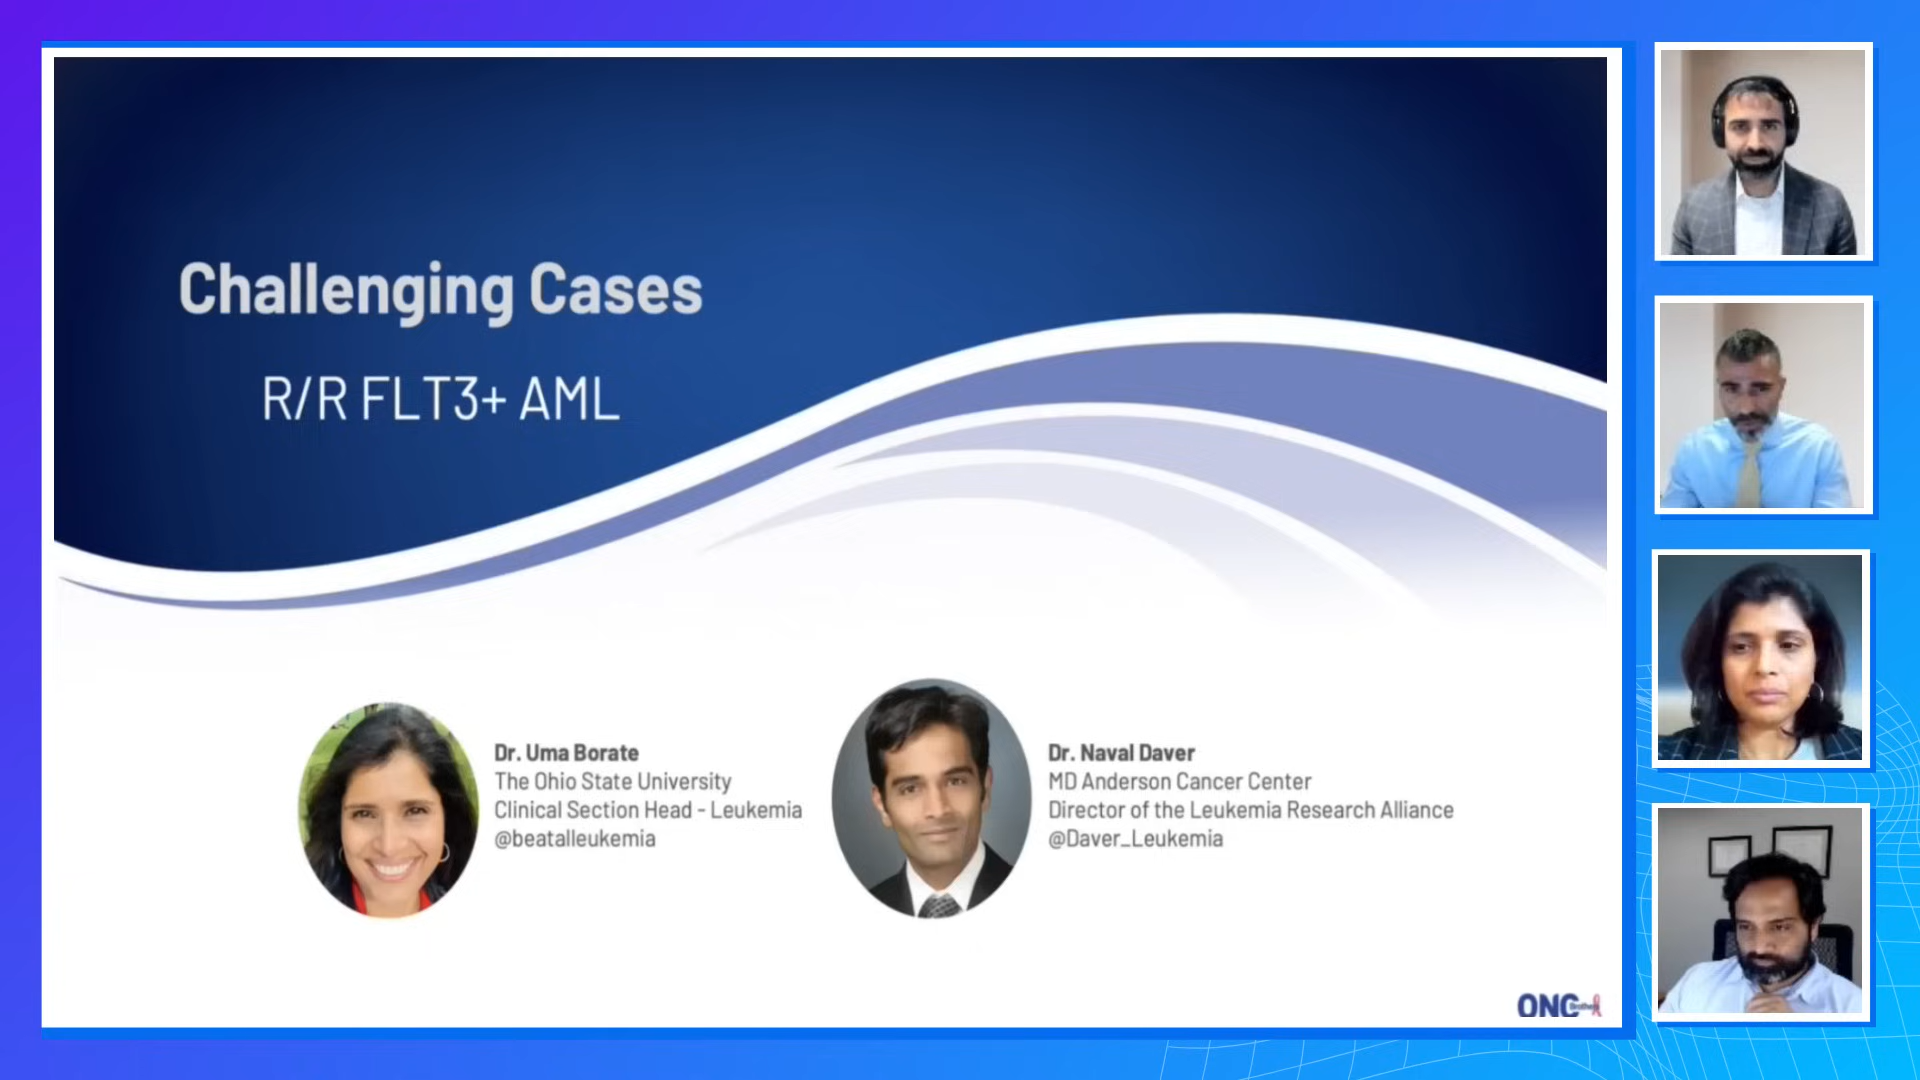 Challenging Cases
R/R FLT3+ AML
Dr. Uma Borate
The Ohio State University
Clinical Section Head - Leukemia
@beatalleukemia
Dr. Naval Daver
MD Anderson Cancer Center
Director of the Leukemia Research Alliance
@Daver_Leukemia
ONC Brothers